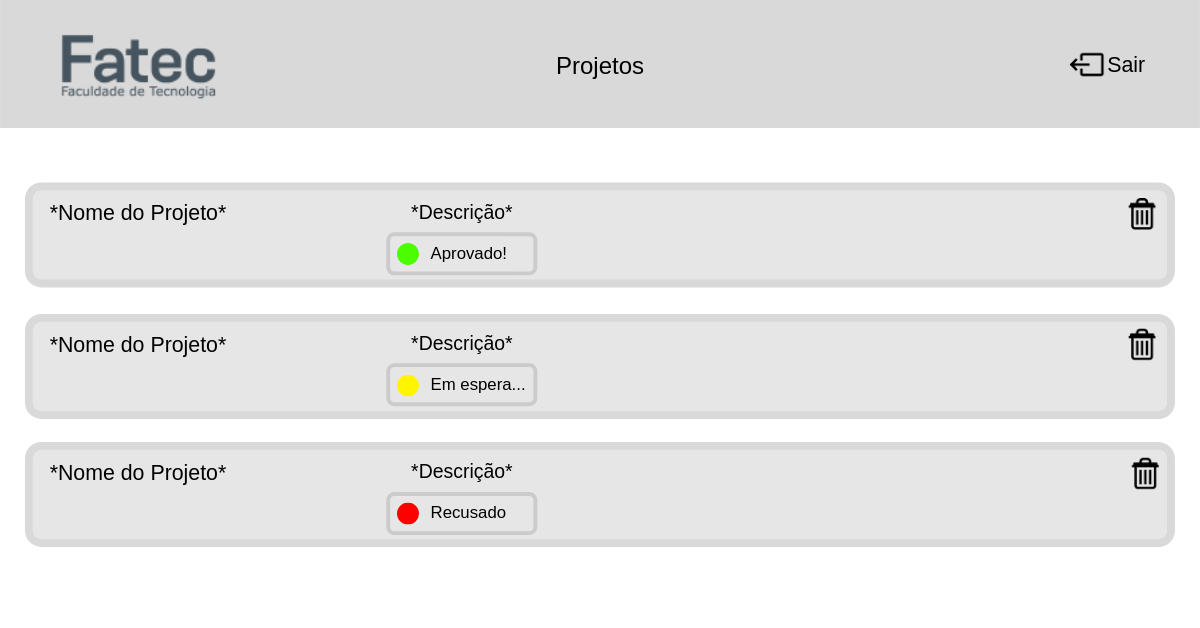 Fatec
Faculdade de Tecnologia
Projetos
Sair
*Nome do Projeto*
*Descrição*
Aprovado!
*Nome do Projeto*
*Descrição*
Em espera...
*Nome do Projeto*
*Descrição*
Recusado